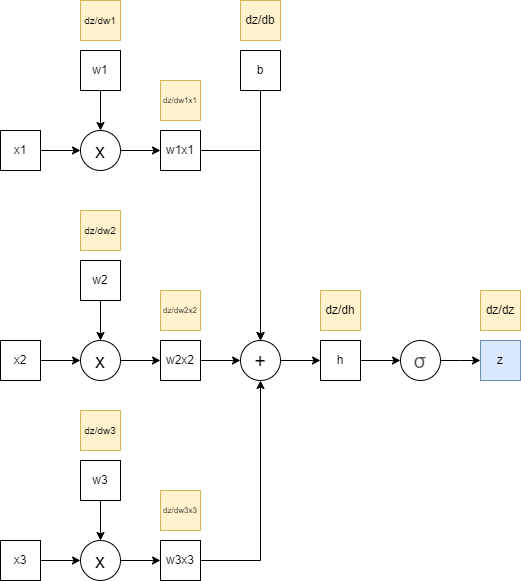 dz/dw1
dz/db
w1
b
dz/dw1x1
x1
x
w1x1
dz/dw2
w2
dz/dw2x2
dz/dh
dz/dz
x2
x
w2x2
+
h
σ
z
dz/dw3
w3
dz/dw3x3
x3
x
w3x3